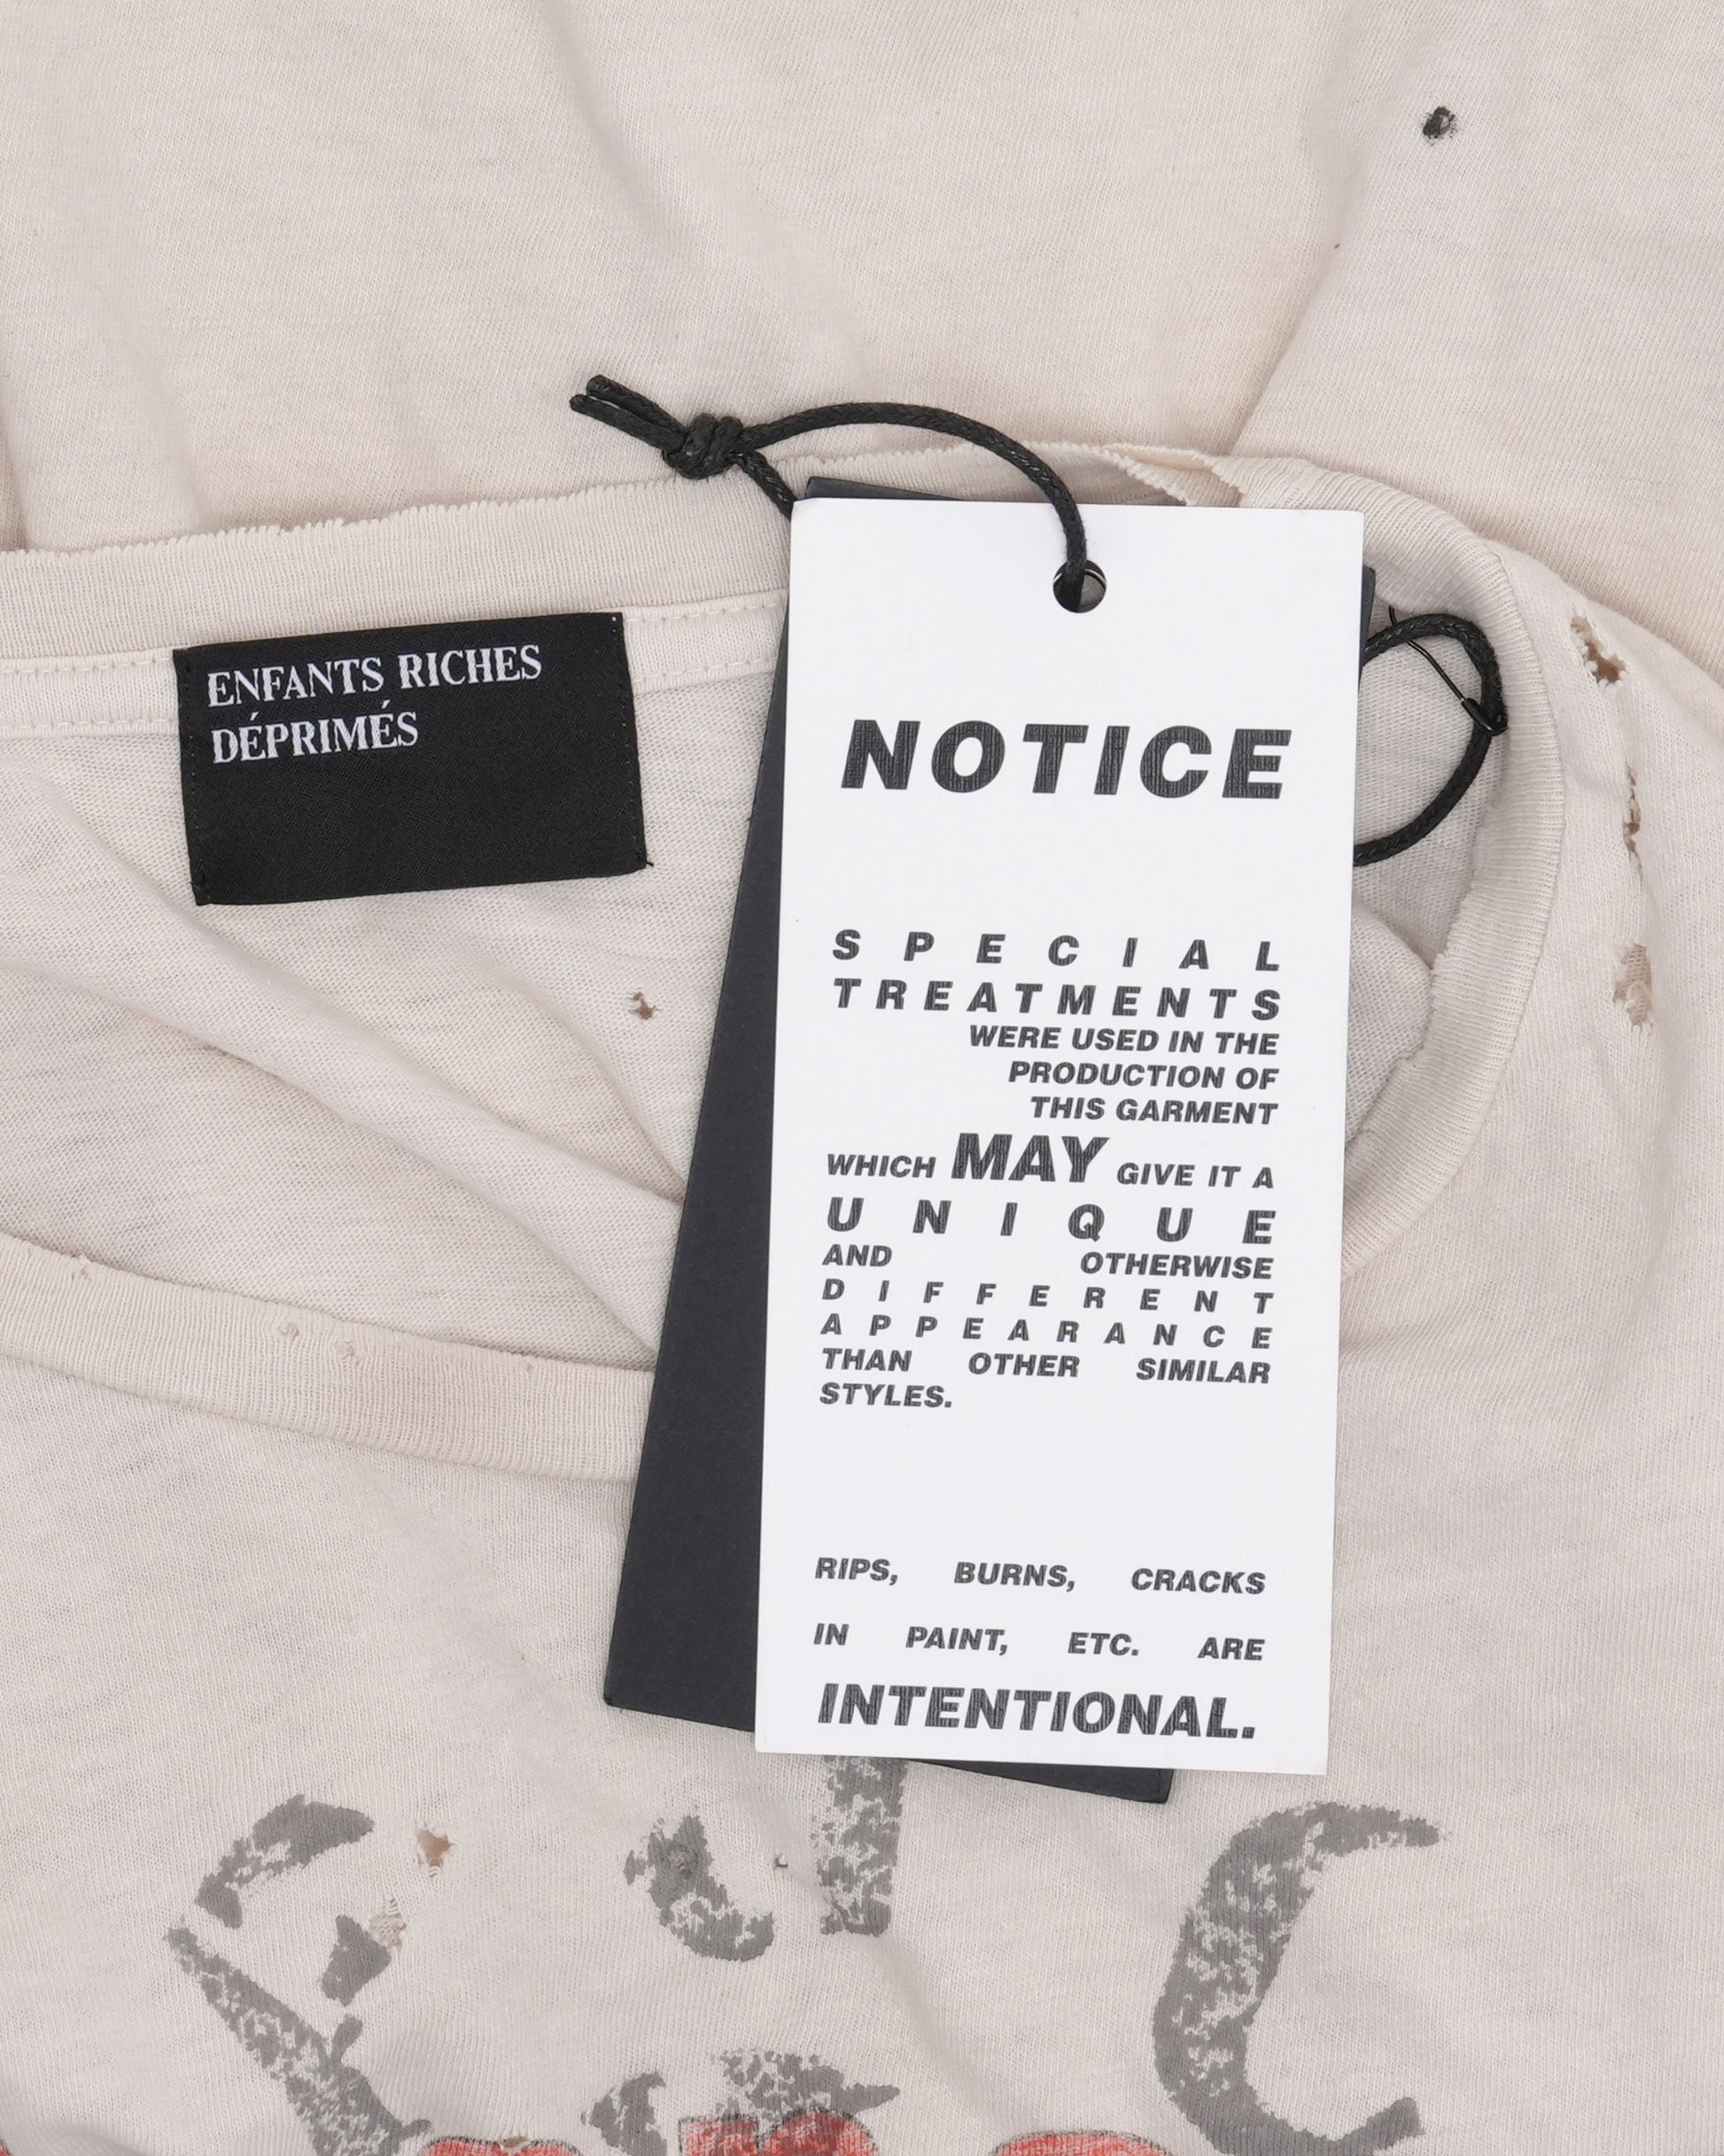 ENFANTS RICHES
DÉPRIMÉS
NOTICE
SPECIAL
TREATMENTS
WERE USED IN THE
PRODUCTION OF
THIS GARMENT
WHICH MAY GIVE IT A
UNIQUE
AND OTHERWISE
DIFFERENT
APPEARANCE
THAN OTHER SIMILAR
STYLES.
RIPS, BURNS, CRACKS
IN PAINT, ETC. ARE
INTENTIONAL.